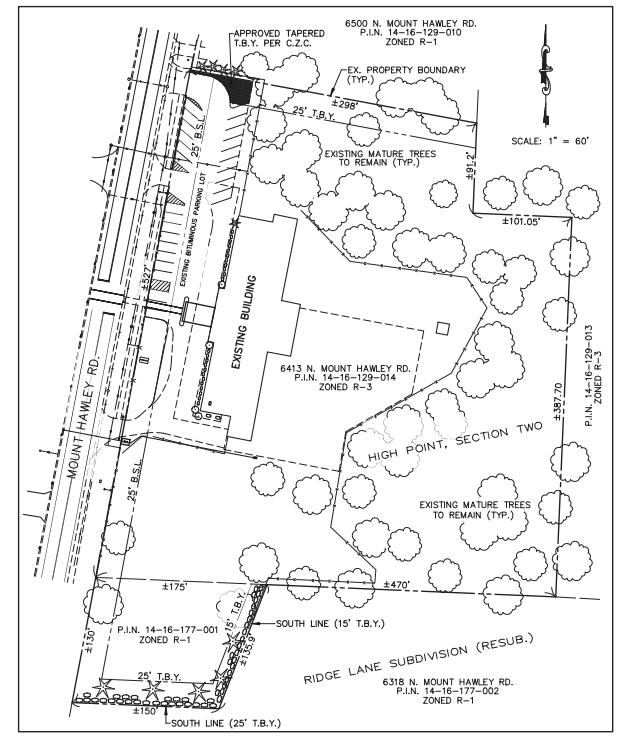 APPROVED TAPERED
T.B.Y. PER C.Z.C.
6500 N. MOUNT HAWLEY RD.
P.I.N. 14-16-129-010
ZONED R-1
EX. PROPERTY BOUNDARY
(TYP.)
±298'
25' T.B.Y.
SCALE: 1" = 60'
25' B.S.L.
EXISTING MATURE TREES
TO REMAIN (TYP.)
±91.2'
±101.05'
EXISTING BITUMINOUS PARKING LOT
±527'
EXISTING BUILDING
6413 N. MOUNT HAWLEY RD.
P.I.N. 14-16-129-014
ZONED R-3
P.I.N. 14-16-129-013
ZONED R-3
±387.70
MOUNT HAWLEY RD.
HIGH POINT, SECTION TWO
25' B.S.L.
EXISTING MATURE TREES
TO REMAIN (TYP.)
±175'
±470'
P.I.N. 14-16-177-001
ZONED R-1
15' T.B.Y.
SOUTH LINE (15' T.B.Y.)
±130'
±135.9'
RIDGE LANE SUBDIVISION (RESUB.)
25' T.B.Y.
6318 N. MOUNT HAWLEY RD.
P.I.N. 14-16-177-002
ZONED R-1
±150'
SOUTH LINE (25' T.B.Y.)